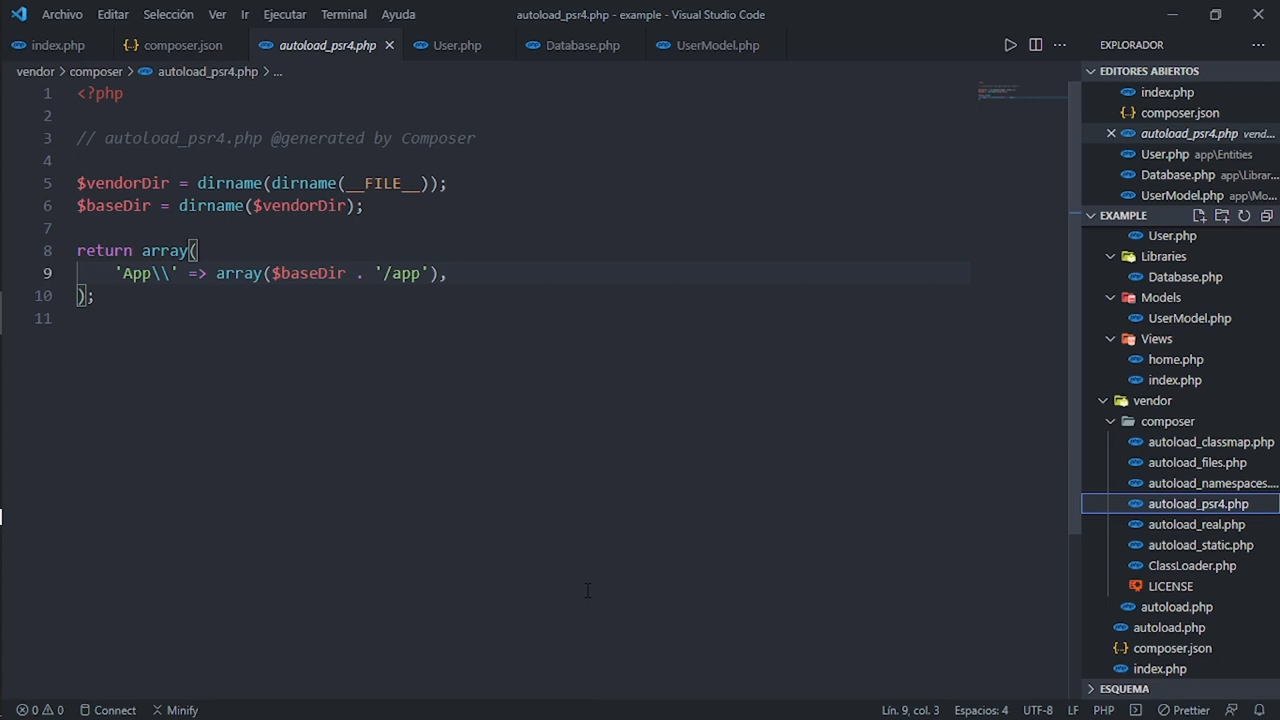 Archivo Editar Selección Ver Ir Ejecutar Terminal Ayuda autoload_psr4.php - example - Visual Studio Code
index.php composer.json autoload_psr4.php User.php Database.php UserModel.php
vendor > composer > autoload_psr4.php > ...
1 <?php
2
3 // autoload_psr4.php @generated by Composer
4
5 $vendorDir = dirname(dirname(__FILE__));
6 $baseDir = dirname($vendorDir);
7
8 return array(
9 'App\\' => array($baseDir . '/app'),
10 );
11
EXPLORADOR
EDITORES ABIERTOS
index.php
composer.json
autoload_psr4.php vend...
User.php app\Entities
Database.php app\Librar...
UserModel.php app\Mo...
EXAMPLE
User.php
Libraries
Database.php
Models
UserModel.php
Views
home.php
index.php
vendor
composer
autoload_classmap.php
autoload_files.php
autoload_namespaces....
autoload_psr4.php
autoload_real.php
autoload_static.php
ClassLoader.php
LICENSE
autoload.php
autoload.php
composer.json
index.php
ESQUEMA
0 0 Connect Minify Lín. 9, col. 3 Espacios: 4 UTF-8 LF PHP Prettier